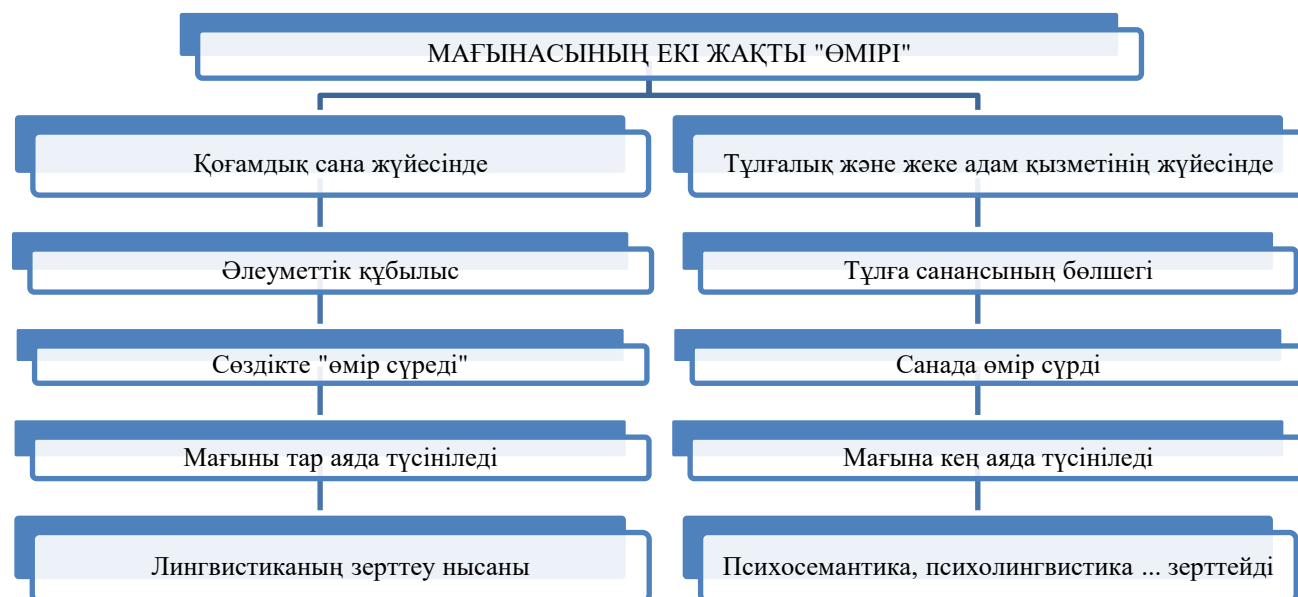 МАҒЫНАСЫНЫҢ ЕКІ ЖАҚТЫ "ӨМІРІ"
Қоғамдық сана жүйесінде
Әлеуметтік құбылыс
Сөздікте "өмір сүреді"
Мағыны тар аяда түсініледі
Лингвистиканың зерттеу нысаны
Тұлғалық және жеке адам қызметінің жүйесінде
Тұлға санансының бөлшегі
Санада өмір сүрді
Мағына кең аяда түсініледі
Психосемантика, психолингвистика ... зерттейді